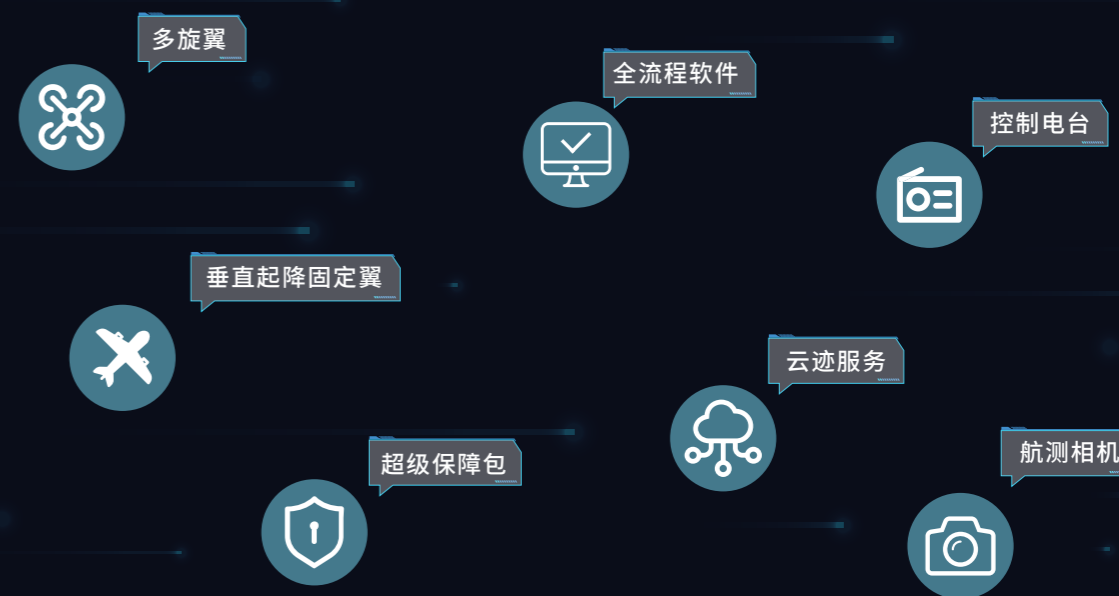 多旋翼
全流程软件
控制电台
垂直起降固定翼
云迹服务
超级保障包
航测相机